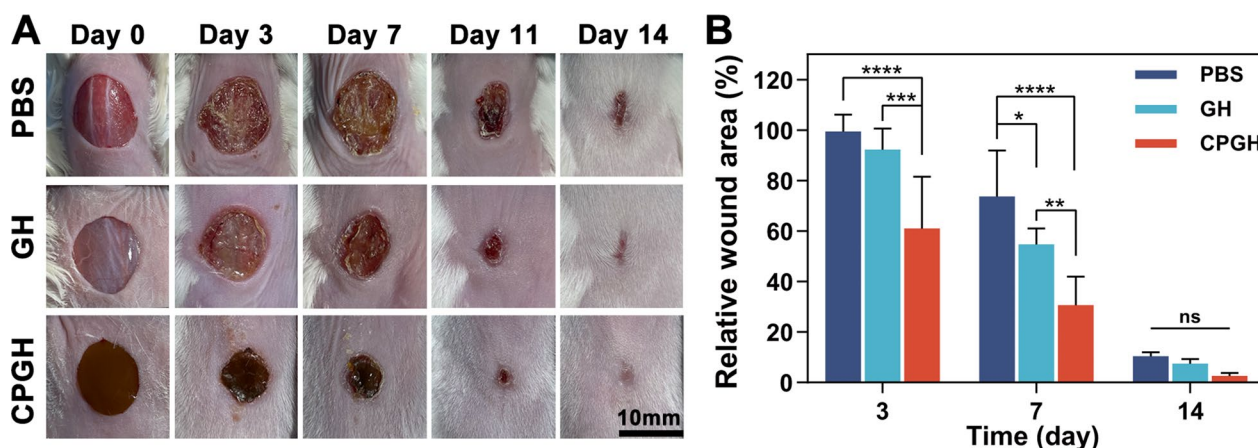 A
Day 0 Day 3 Day 7 Day 11 Day 14
PBS
GH
CPGH
10mm
B
Relative wound area (%)
120
100
80
60
40
20
0
****
***
****
*
**
ns
PBS
GH
CPGH
3 7 14
Time (day)